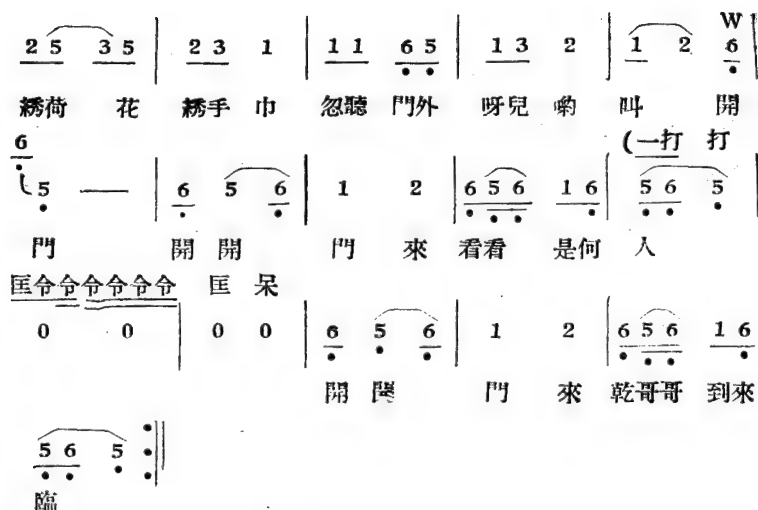 2 5 3 5 | 2 3 1 | 1 1 6 5 | 1 3 2 | 1 2 W 6 |
綉荷 花 綉手 巾 忽聽 門外 呀兒 喲 叫 開
6 5 — | 6 5 6 | 1 2 | 6 5 6 1 6 | 5 6 5 |
(一打 打
門 開 開 門 來 看看 是何 人
匡令令令令令令 匡 呆
0 0 | 0 0 | 6 5 6 | 1 2 | 6 5 6 1 6
開 開 門 來 乾哥哥 到來
5 6 5
臨